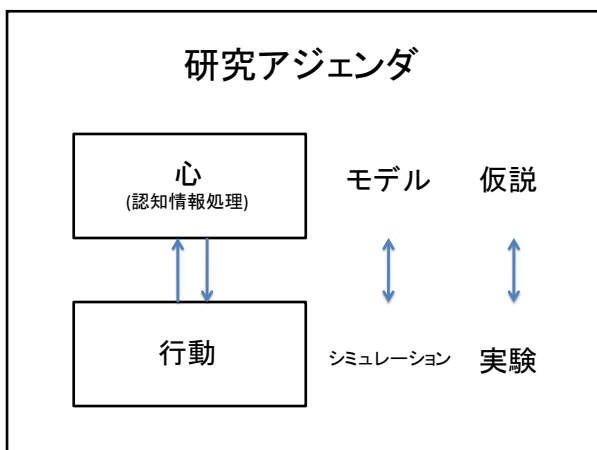 研究アジェンダ
心
(認知情報処理)
モデル
仮説
行動
シミュレーション
実験